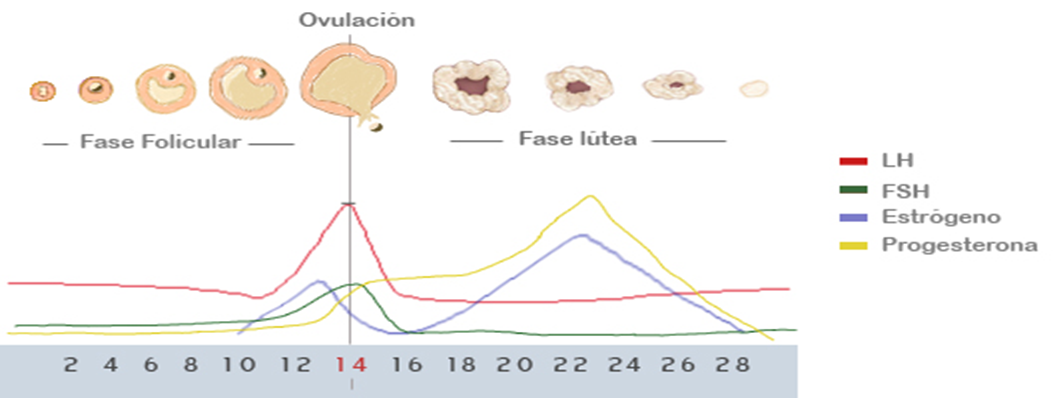 Ovulación
Fase Folicular
Fase lútea
LH
FSH
Estrógeno
Progesterona
2 4 6 8 10 12 14 16 18 20 22 24 26 28